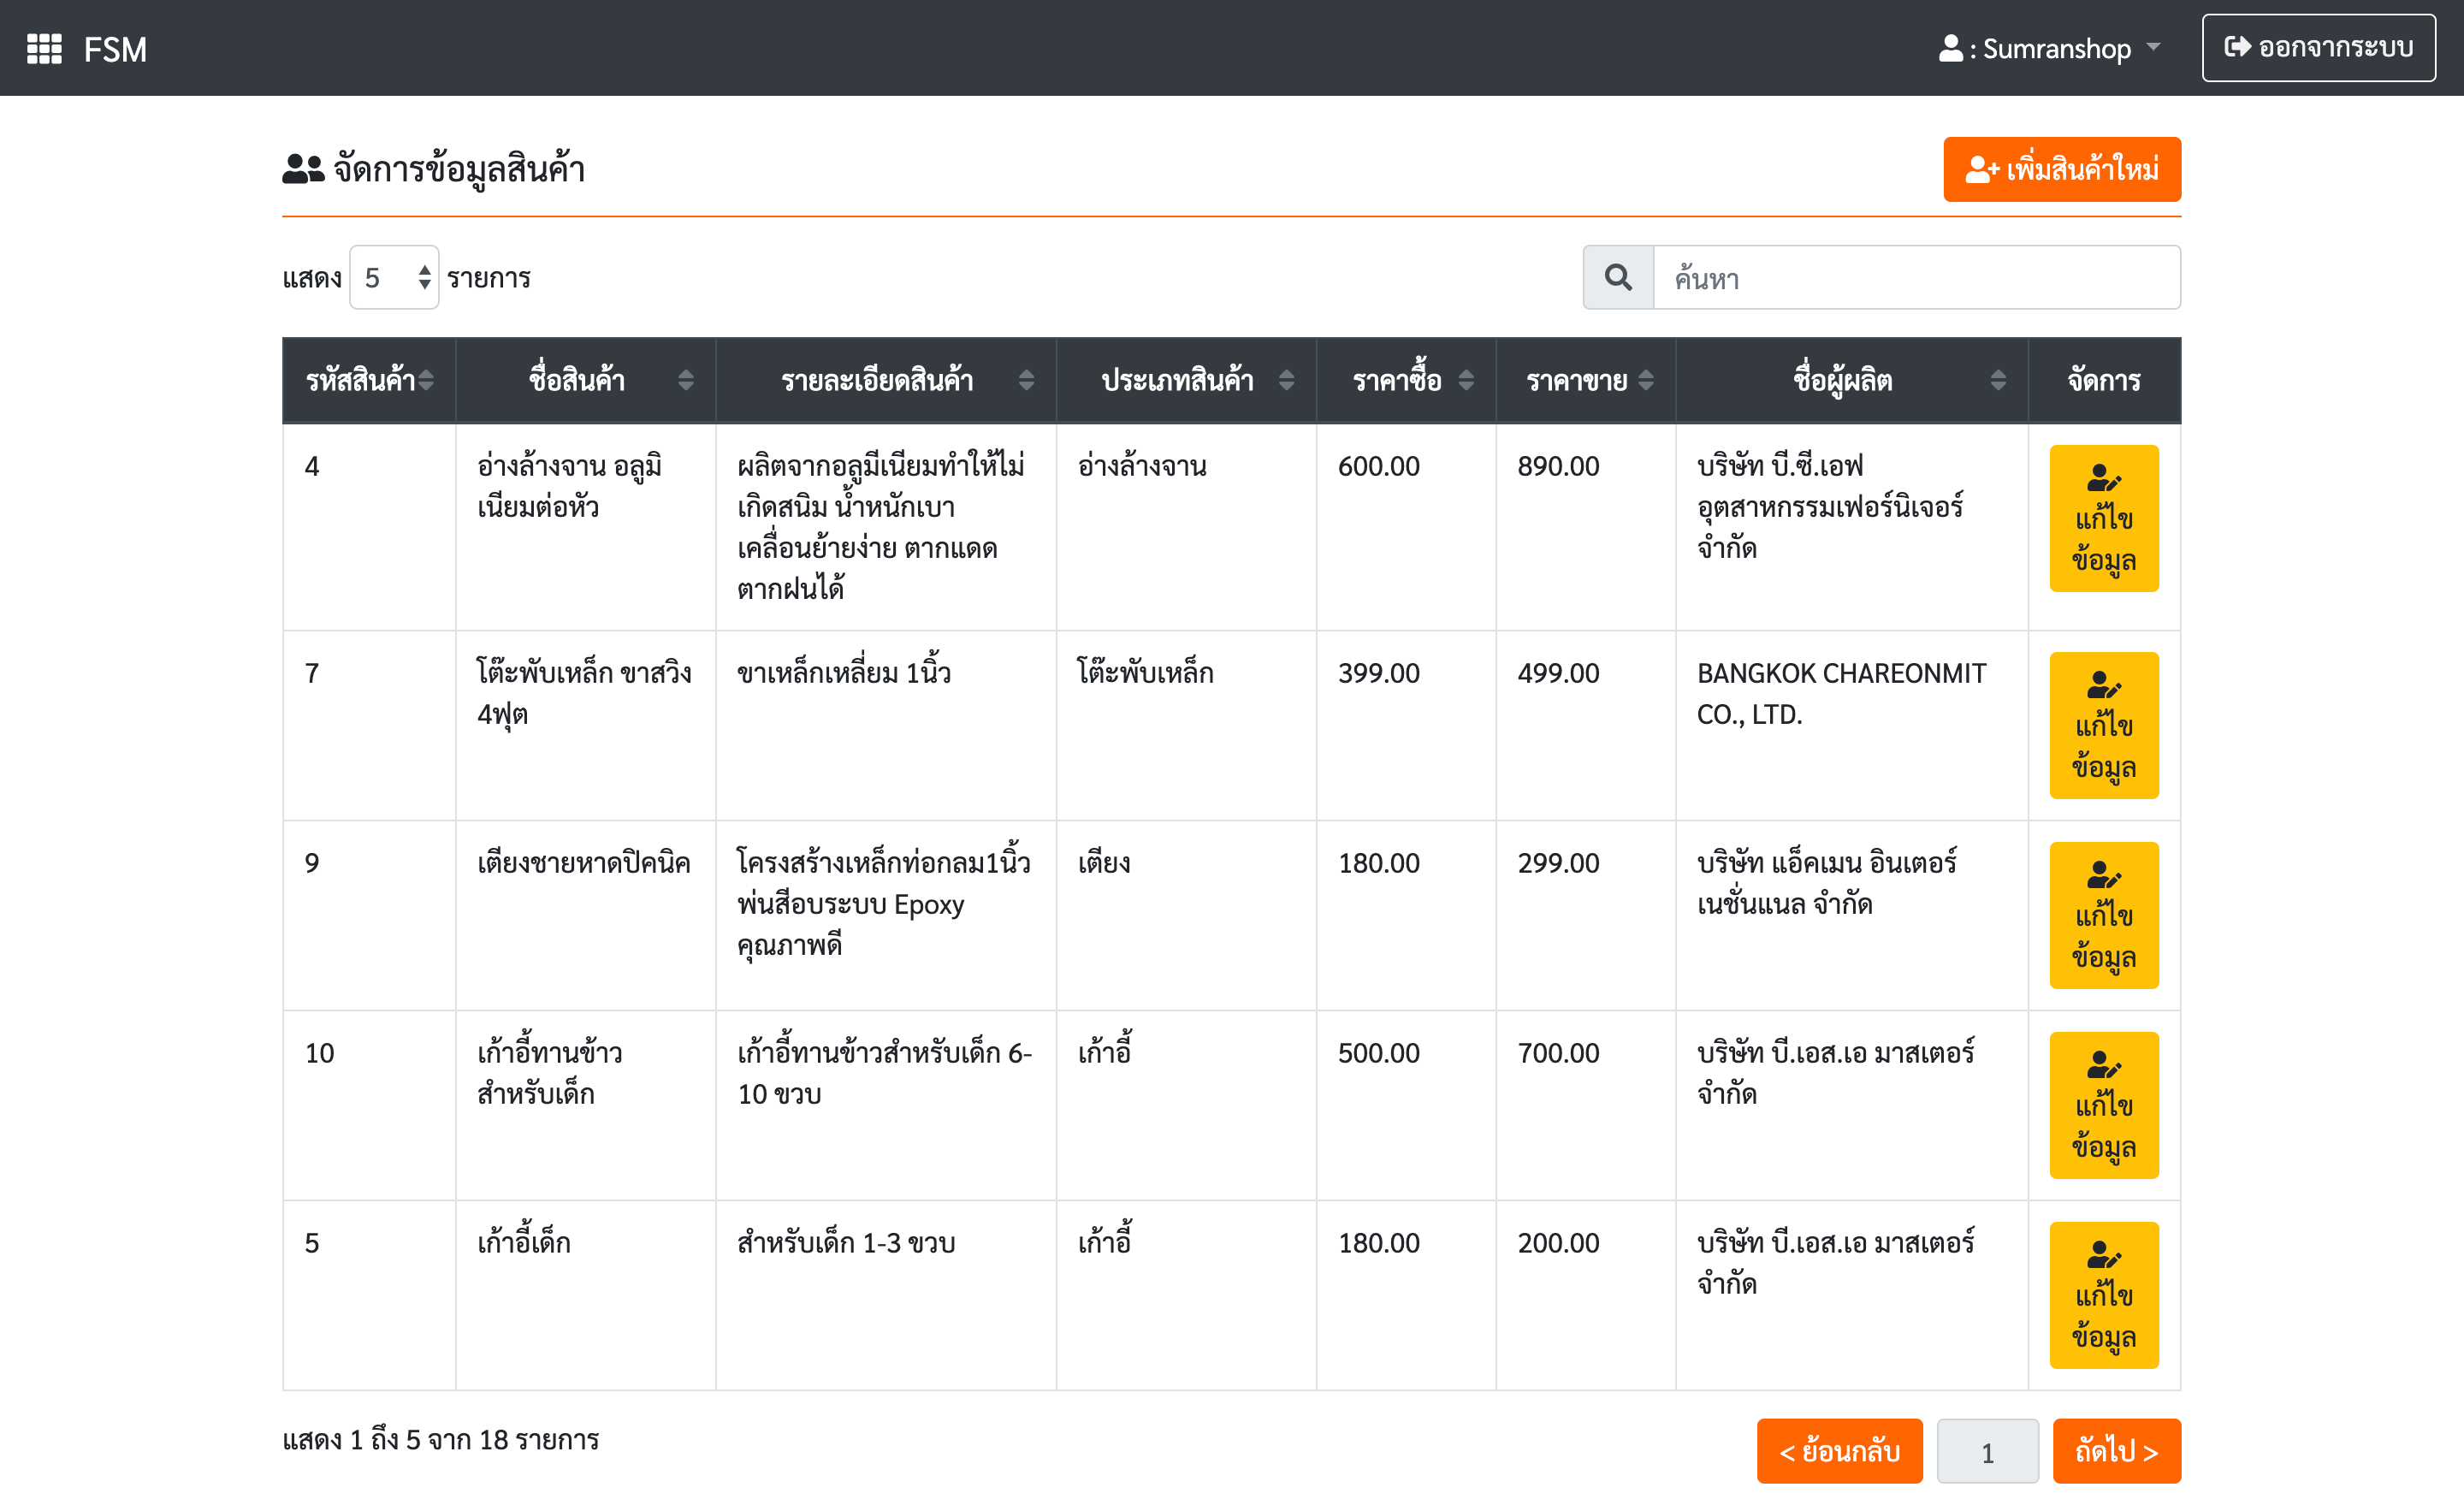 FSM
: Sumranshop
ออกจากระบบ
จัดการข้อมูลสินค้า
เพิ่มสินค้าใหม่
แสดง 5 รายการ
ค้นหา
รหัสสินค้า ชื่อสินค้า รายละเอียดสินค้า ประเภทสินค้า ราคาซื้อ ราคาขาย ชื่อผู้ผลิต จัดการ
4
อ่างล้างจาน อลูมิ
เนียมต่อหัว
ผลิตจากอลูมีเนียมทำให้ไม่
เกิดสนิม น้ำหนักเบา
เคลื่อนย้ายง่าย ตากแดด
ตากฝนได้
อ่างล้างจาน
600.00
890.00
บริษัท บี.ซี.เอฟ
อุตสาหกรรมเฟอร์นิเจอร์
จำกัด
แก้ไข
ข้อมูล
7
โต๊ะพับเหล็ก ขาสวิง
4ฟุต
ขาเหล็กเหลี่ยม 1นิ้ว
โต๊ะพับเหล็ก
399.00
499.00
BANGKOK CHAREONMIT
CO., LTD.
แก้ไข
ข้อมูล
9
เตียงชายหาดปิคนิค
โครงสร้างเหล็กท่อกลม1นิ้ว
พ่นสีอบระบบ Epoxy
คุณภาพดี
เตียง
180.00
299.00
บริษัท แอ็คเมน อินเตอร์
เนชั่นแนล จำกัด
แก้ไข
ข้อมูล
10
เก้าอี้ทานข้าว
สำหรับเด็ก
เก้าอี้ทานข้าวสำหรับเด็ก 6-
10 ขวบ
เก้าอี้
500.00
700.00
บริษัท บี.เอส.เอ มาสเตอร์
จำกัด
แก้ไข
ข้อมูล
5
เก้าอี้เด็ก
สำหรับเด็ก 1-3 ขวบ
เก้าอี้
180.00
200.00
บริษัท บี.เอส.เอ มาสเตอร์
จำกัด
แก้ไข
ข้อมูล
แสดง 1 ถึง 5 จาก 18 รายการ
< ย้อนกลับ
1
ถัดไป >